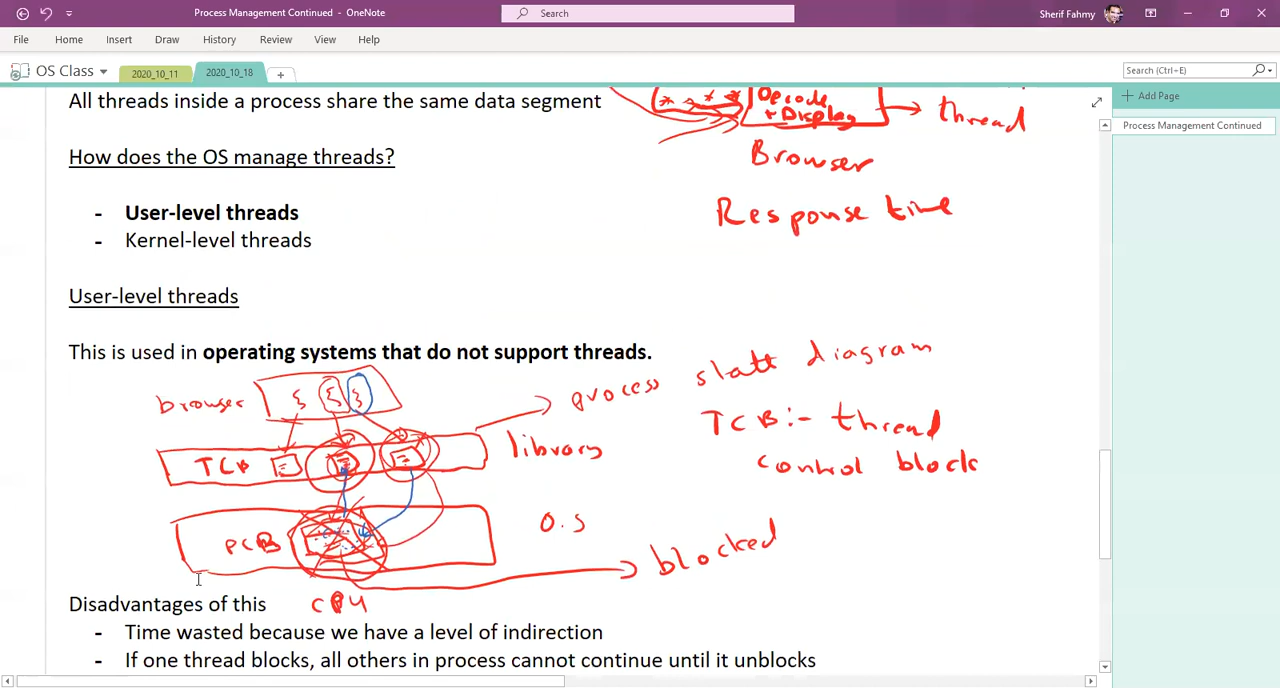 Process Management Continued - OneNote
Search
Sherif Fahmy
File Home Insert Draw History Review View Help
OS Class
2020_10_11
2020_10_18
Search (Ctrl+E)
Add Page
Process Management Continued
All threads inside a process share the same data segment
Decode
+ Display
thread
Browser
Response time
How does the OS manage threads?
- User-level threads
- Kernel-level threads
User-level threads
This is used in operating systems that do not support threads.
browser
process
library
TCB
PCB
O.S
CPU
blocked
state diagram
TCB:- thread
control block
Disadvantages of this
- Time wasted because we have a level of indirection
- If one thread blocks, all others in process cannot continue until it unblocks